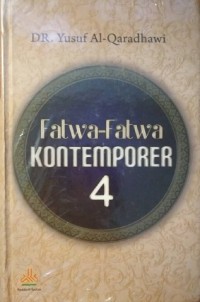 DR. Yusuf Al-Qaradhawi
Fatwa-Fatwa
KONTEMPORER
4